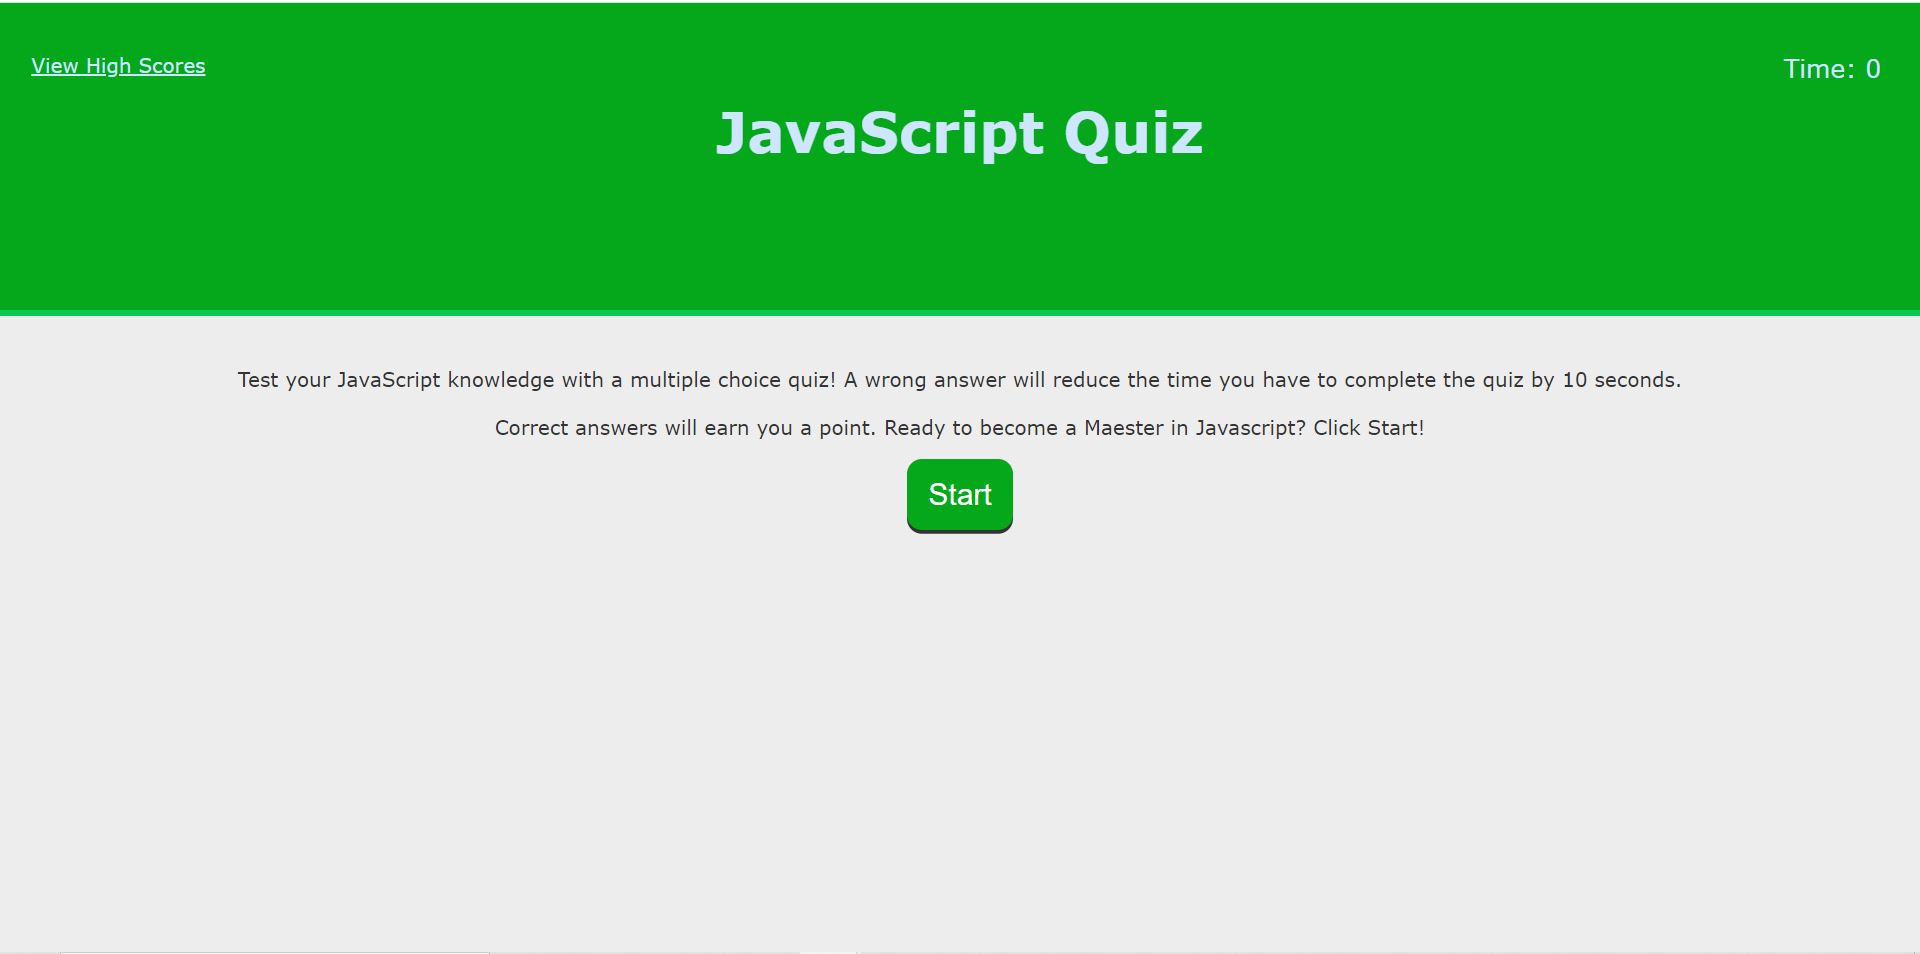 View High Scores
Time: 0
JavaScript Quiz
Test your JavaScript knowledge with a multiple choice quiz! A wrong answer will reduce the time you have to complete the quiz by 10 seconds.
Correct answers will earn you a point. Ready to become a Maester in Javascript? Click Start!
Start